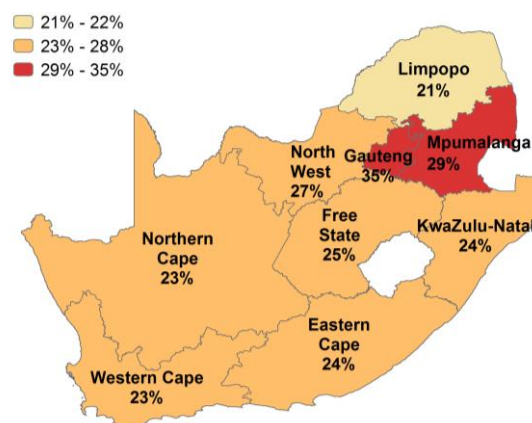 21% - 22%
23% - 28%
29% - 35%
Limpopo
21%
Mpumalanga
29%
Gauteng
35%
North
West
27%
Free
State
25%
KwaZulu-Natal
24%
Northern
Cape
23%
Eastern
Cape
24%
Western Cape
23%